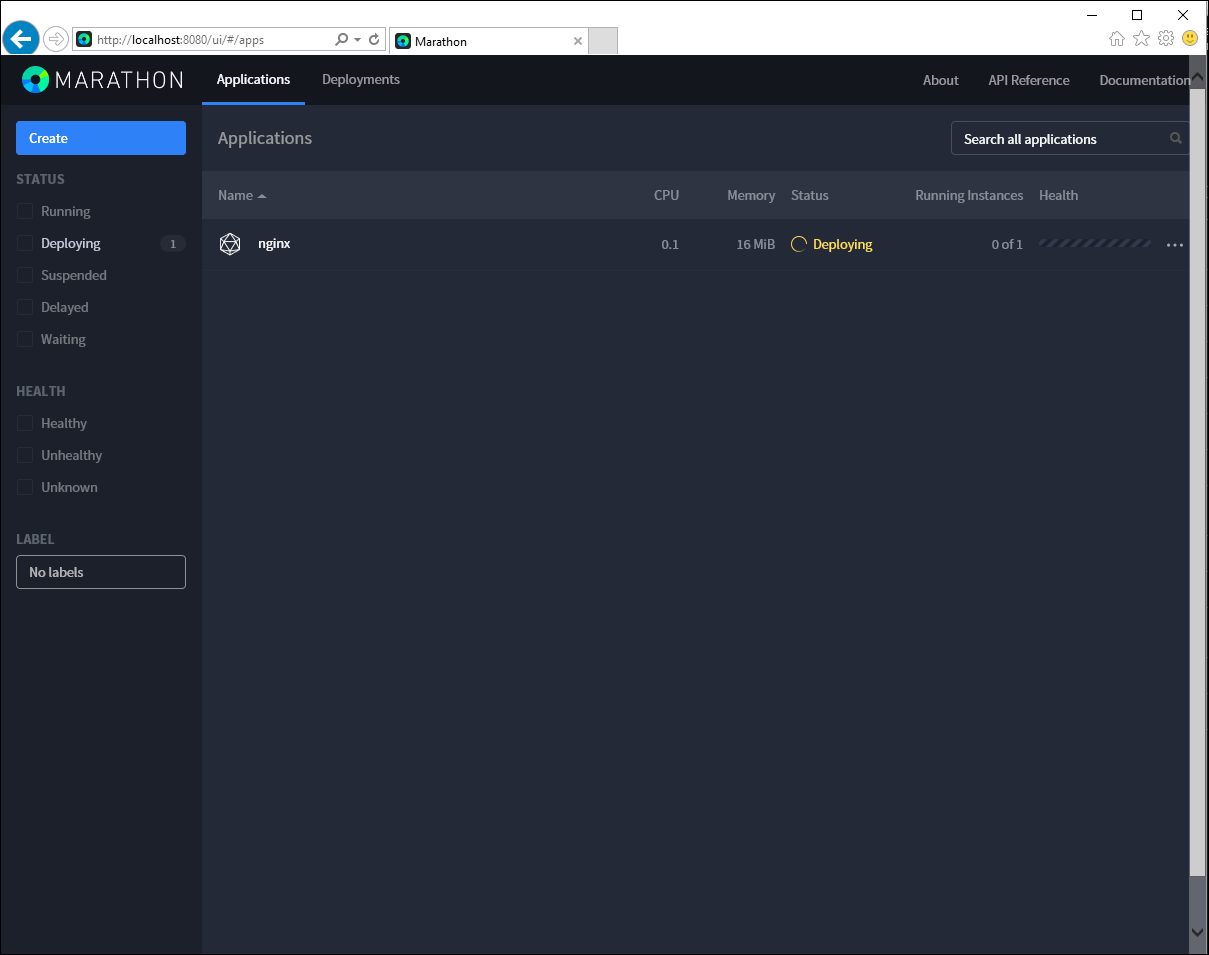 http://localhost:8080/ui/#/apps
Marathon
MARATHON
Applications
Deployments
About
API Reference
Documentation
Create
Applications
Search all applications
STATUS
Running
Deploying 1
Suspended
Delayed
Waiting
HEALTH
Healthy
Unhealthy
Unknown
LABEL
No labels
Name CPU Memory Status Running Instances Health
nginx 0.1 16 MiB Deploying 0 of 1